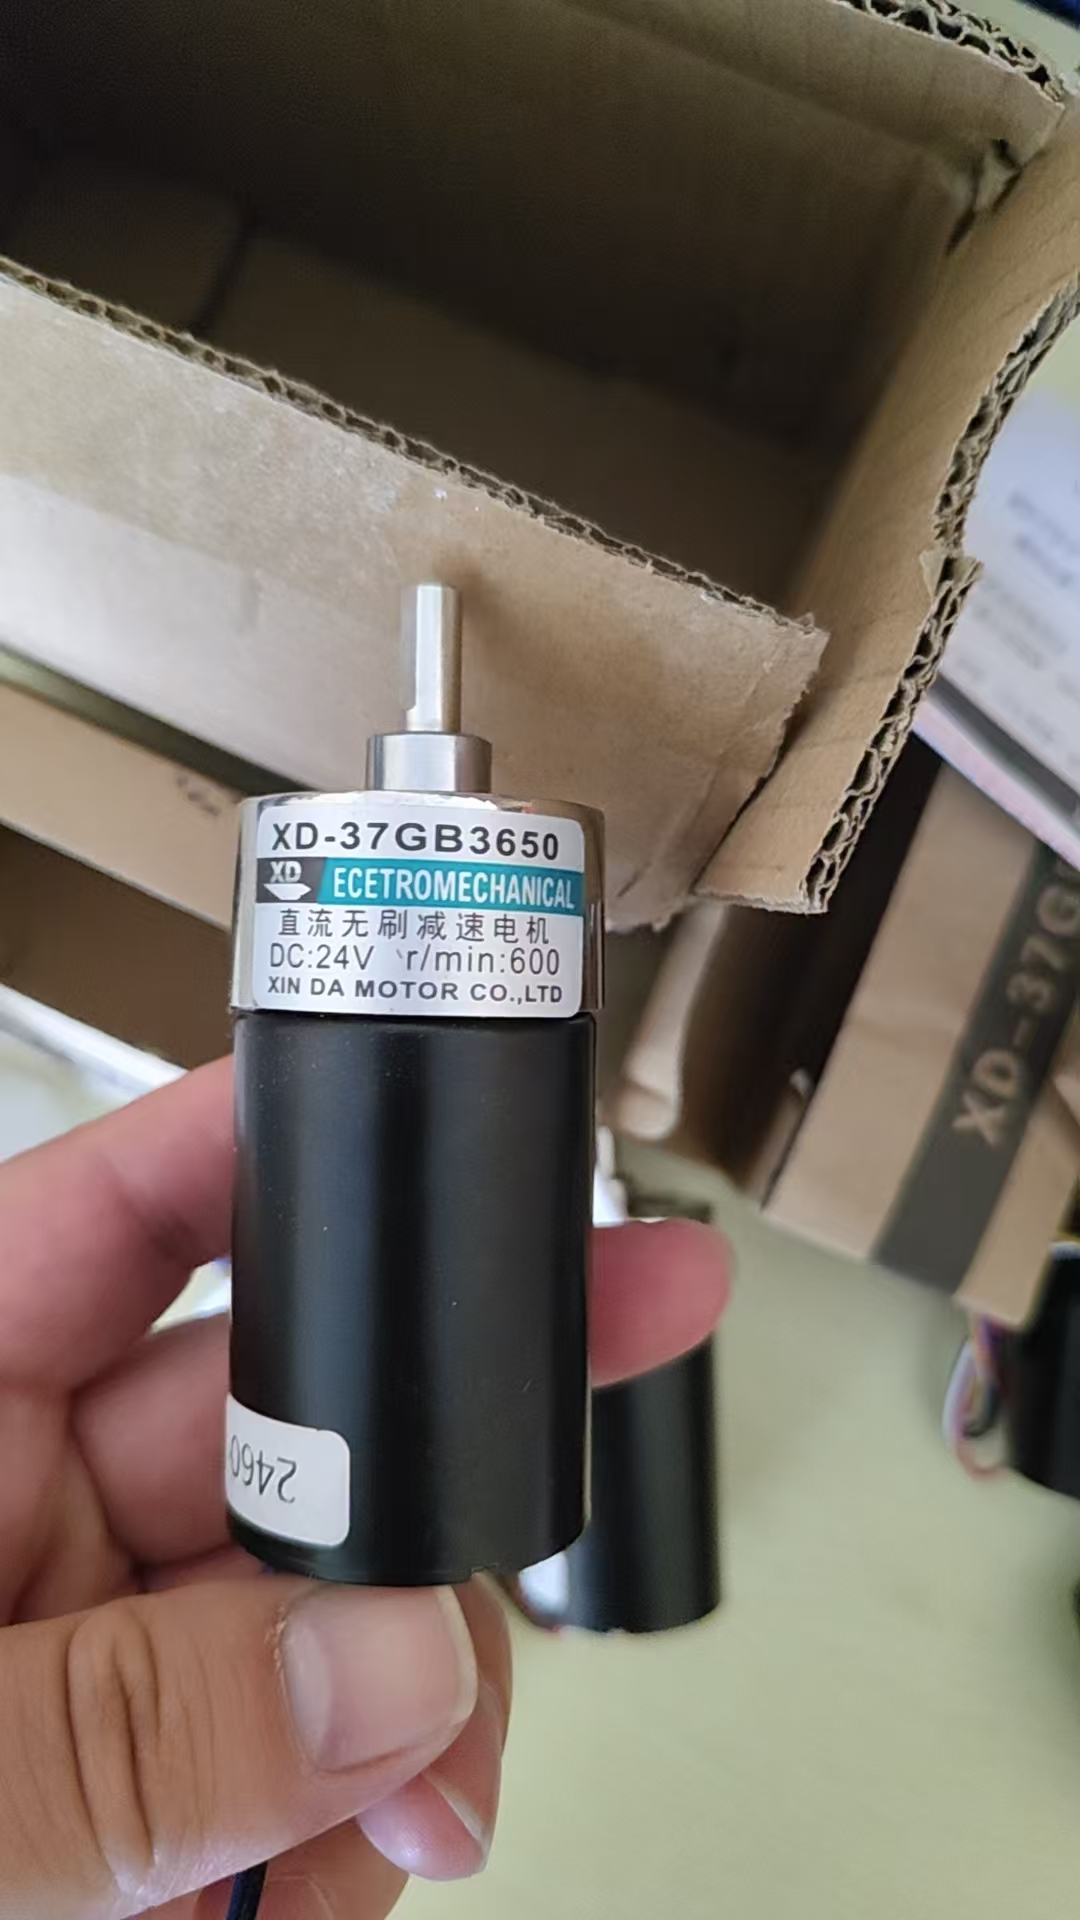 XD-37GB3650
XD
ECETROMECHANICAL
直流无刷减速电机
DC:24V r/min:600
XIN DA MOTOR CO.,LTD
2460
XD-37G